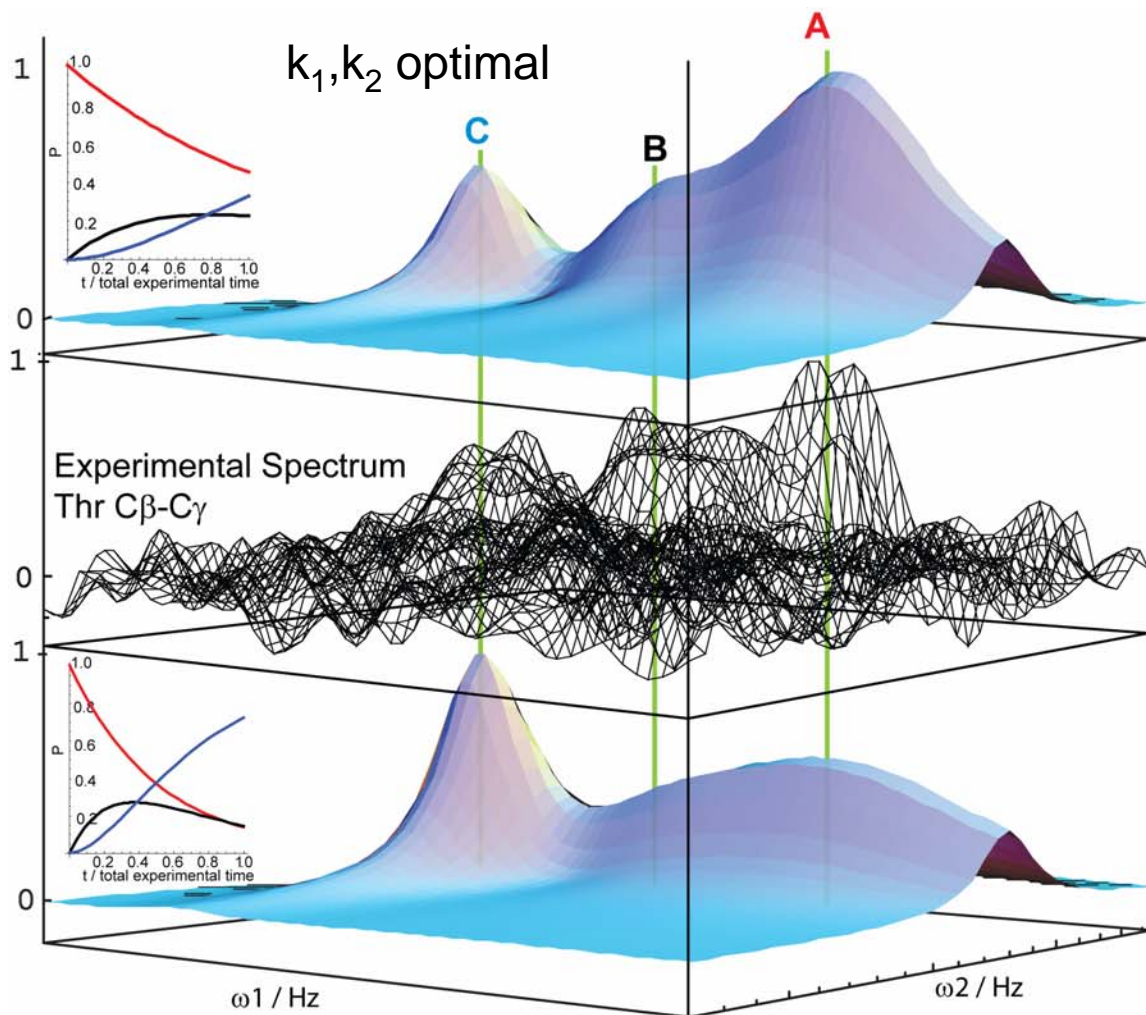 A
k₁,k₂ optimal
C
B
1
0
1.0
0.8
0.6
0.4
0.2
P
0.2 0.4 0.6 0.8 1.0
t / total experimental time
1
0
Experimental Spectrum
Thr Cβ-Cγ
1
0
1.0
0.8
0.6
0.4
0.2
P
0.2 0.4 0.6 0.8 1.0
t / total experimental time
ω1 / Hz
ω2 / Hz